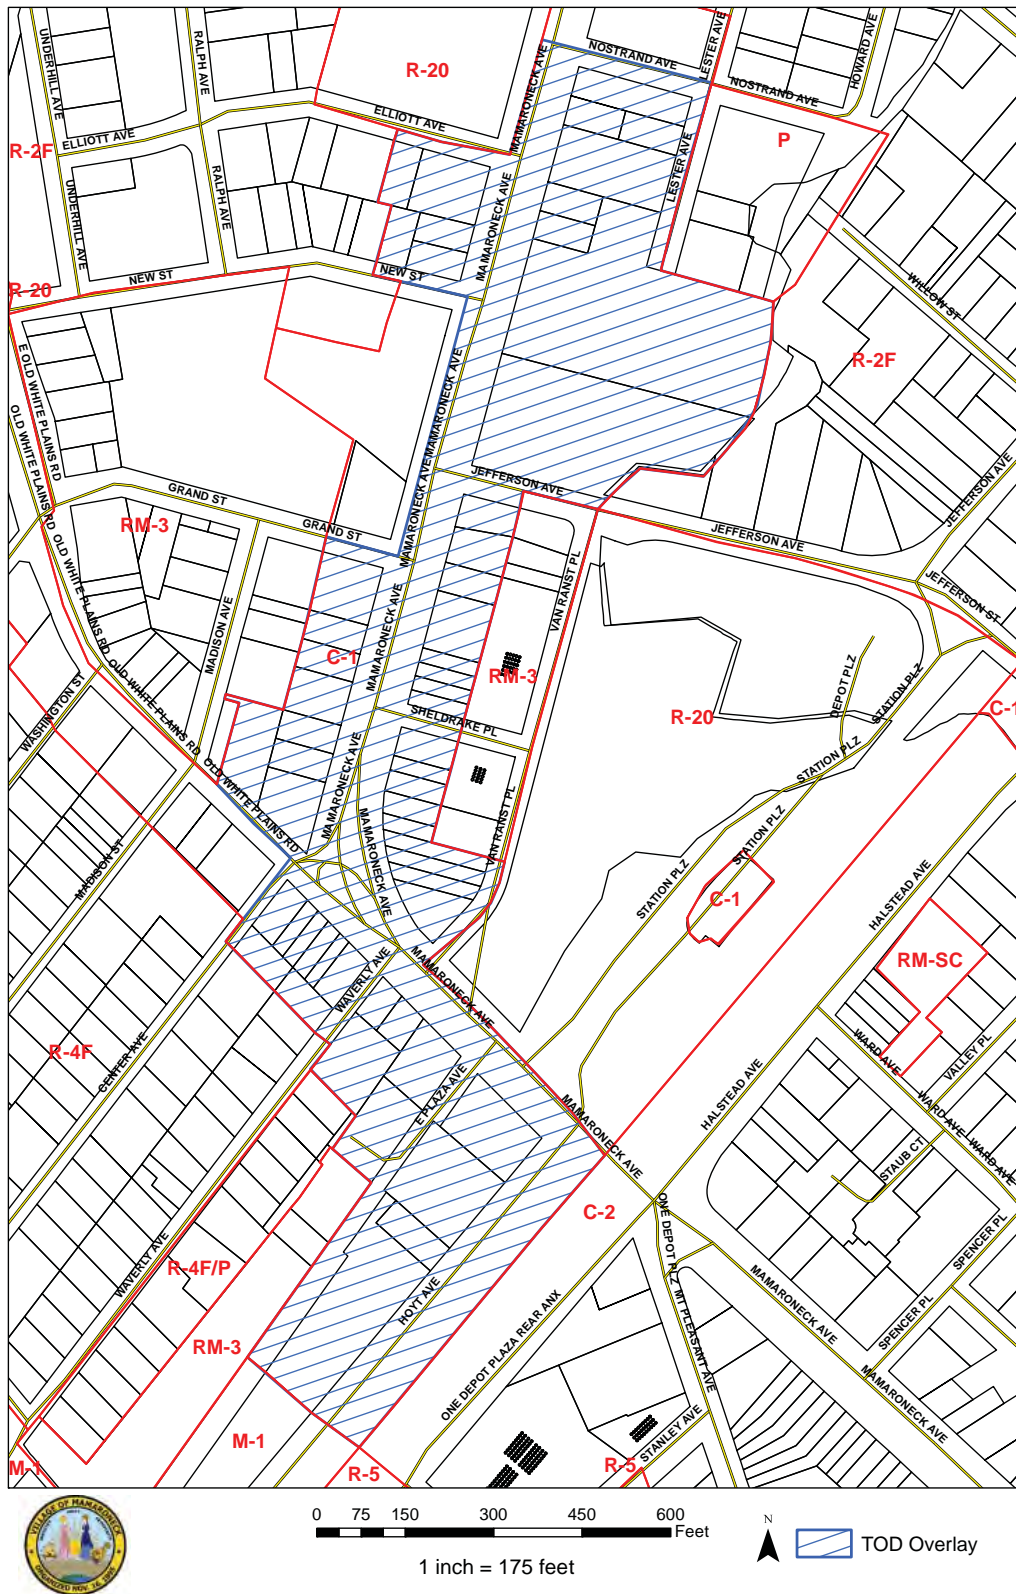 NOSTRAND AVE
LESTER AVE
HOWARD AVE
UNDERHILL AVE
RALPH AVE
R-20
MAMARONECK AVE
NOSTRAND AVE
ELLIOTT AVE
ELLIOTT AVE
P
R-2F
LESTER AVE
UNDERHILL AVE
RALPH AVE
MAMARONECK AVE
NEW ST
NEW ST
R-20
WILLOW ST
R-2F
E OLD WHITE PLAINS RD
OLD WHITE PLAINS RD
MAMARONECK AVE
MAMARONECK AVE
JEFFERSON AVE
JEFFERSON AVE
GRAND ST
GRAND ST
RM-3
JEFFERSON AVE
JEFFERSON ST
OLD WHITE PLAINS RD
MAMARONECK AVE
VAN RANST PL
MADISON AVE
C-1
RM-3
DEPOT PLZ
STATION PLZ
OLD WHITE PLAINS RD
WASHINGTON ST
SHELDRAKE PL
R-20
C-1
STATION PLZ
OLD WHITE PLAINS RD
MAMARONECK AVE
MAMARONECK AVE
VAN RANST PL
STATION PLZ
STATION PLZ
C-1
MADISON ST
HALSTEAD AVE
RM-SC
MAMARONECK AVE
WAVERLY AVE
R-4F
CENTER AVE
E PLAZA AVE
MAMARONECK AVE
HALSTEAD AVE
WARD AVE
VALLEY PL
WARD AVE
WARD AVE
STAUB CT
C-2
ONE DEPOT PLZ
SPENCER PL
WAVERLY AVE
R-4F/P
HOYT AVE
MT PLEASANT AVE
MAMARONECK AVE
SPENCER PL
RM-3
ONE DEPOT PLAZA REAR ANX
MAMARONECK AVE
M-1
STANLEY AVE
M-1
R-5
R-5
VILLAGE OF MAMARONECK
ORGANIZED NOV. 16, 1895
0 75 150 300 450 600
Feet
1 inch = 175 feet
N
TOD Overlay